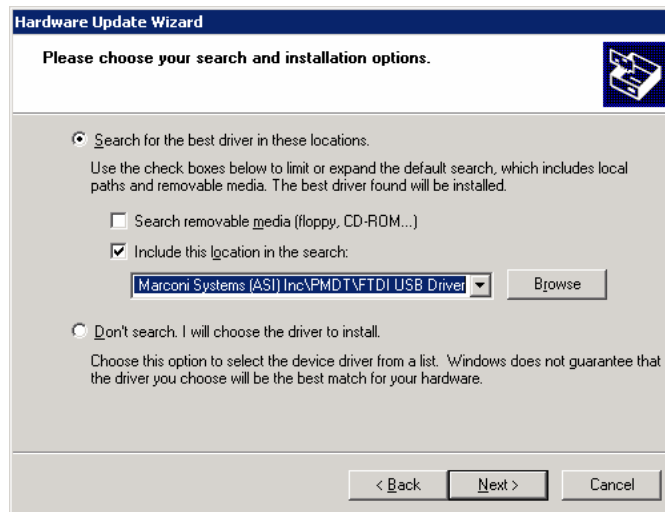 Hardware Update Wizard
Please choose your search and installation options.
Search for the best driver in these locations.
Use the check boxes below to limit or expand the default search, which includes local
paths and removable media. The best driver found will be installed.
Search removable media (floppy, CD-ROM...)
Include this location in the search:
Marconi Systems (ASI) Inc\PMDT\FTDI USB Driver
Browse
Don't search. I will choose the driver to install.
Choose this option to select the device driver from a list. Windows does not guarantee that
the driver you choose will be the best match for your hardware.
< Back
Next >
Cancel